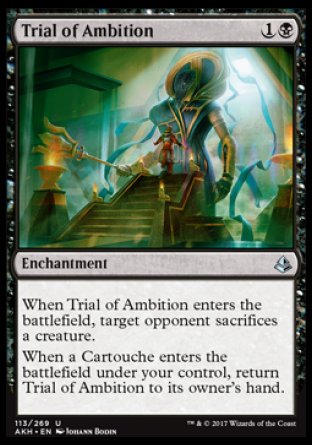 Trial of Ambition 1
Enchantment
When Trial of Ambition enters the
battlefield, target opponent sacrifices
a creature.
When a Cartouche enters the
battlefield under your control, return
Trial of Ambition to its owner's hand.
113/269 U
AKH • EN Johann Bodin
™ & © 2017 Wizards of the Coast